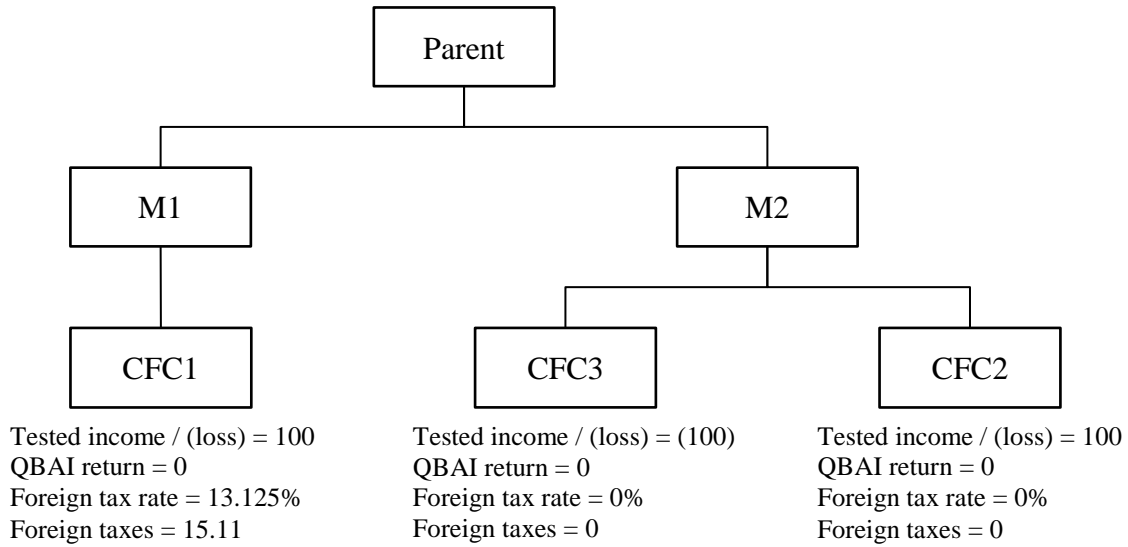 Parent
M1
M2
CFC1
CFC3
CFC2
Tested income / (loss) = 100
QBAI return = 0
Foreign tax rate = 13.125%
Foreign taxes = 15.11
Tested income / (loss) = (100)
QBAI return = 0
Foreign tax rate = 0%
Foreign taxes = 0
Tested income / (loss) = 100
QBAI return = 0
Foreign tax rate = 0%
Foreign taxes = 0